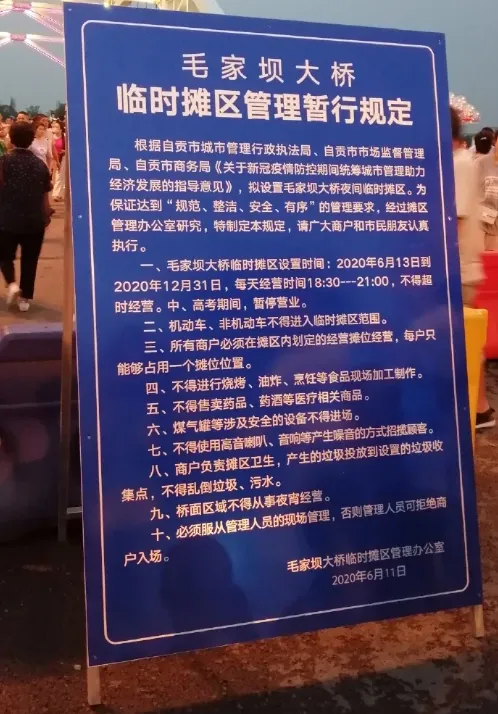 毛家坝大桥
临时摊区管理暂行规定
根据自贡市城市管理行政执法局、自贡市市场监督管理
局、自贡市商务局《关于新冠疫情防控期间统筹城市管理助力
经济发展的指导意见》，拟设置毛家坝大桥夜间临时摊区。为
保证达到“规范、整洁、安全、有序”的管理要求，经过摊区
管理办公室研究，特制定本规定，请广大商户和市民朋友认真
执行。
一、毛家坝大桥临时摊区设置时间：2020年6月13日到
2020年12月31日，每天经营时间18:30---21:00，不得超
时经营。中、高考期间，暂停营业。
二、机动车、非机动车不得进入临时摊区范围。
三、所有商户必须在摊区内划定的经营摊位经营，每户只
能够占用一个摊位位置。
四、不得进行烧烤、油炸、烹饪等食品现场加工制作。
五、不得售卖药品、药酒等医疗相关商品。
六、煤气罐等涉及安全的设备不得进场。
七、不得使用高音喇叭、音响等产生噪音的方式招揽顾客。
八、商户负责摊区卫生，产生的垃圾投放到设置的垃圾收
集点，不得乱倒垃圾、污水。
九、桥面区域不得从事夜宵经营。
十、必须服从管理人员的现场管理，否则管理人员可拒绝商
户入场。
毛家坝大桥临时摊区管理办公室
2020年6月11日